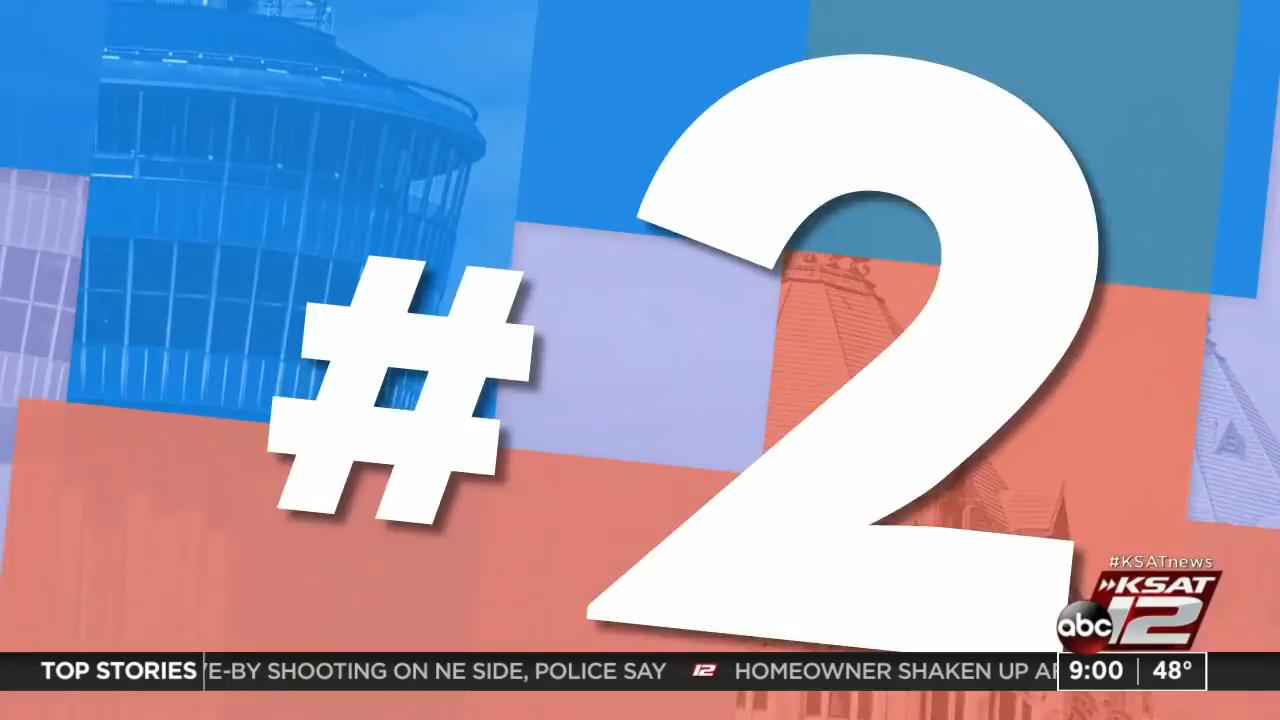 #2
#KSATnews
KSAT
abc 12
TOP STORIES
E-BY SHOOTING ON NE SIDE, POLICE SAY 12 HOMEOWNER SHAKEN UP
9:00 48°